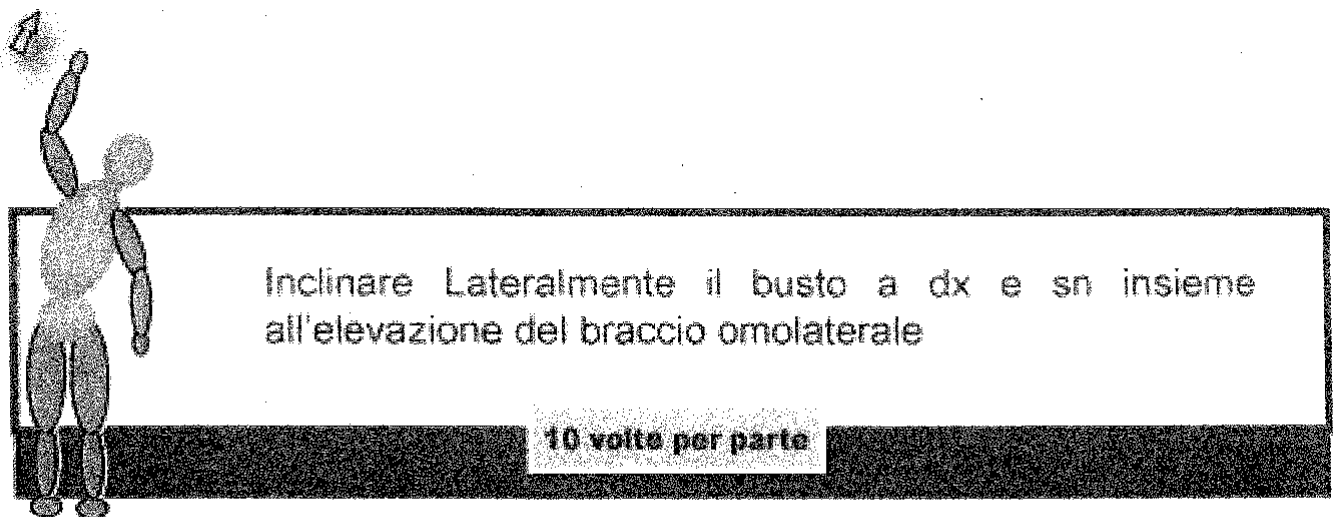 Inclinare Lateralmente il busto a dx e sn insieme
all'elevazione del braccio omolaterale
10 volte per parte